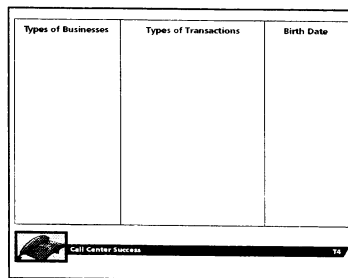 Types of Businesses
Types of Transactions
Birth Date
Call Center Success
T4